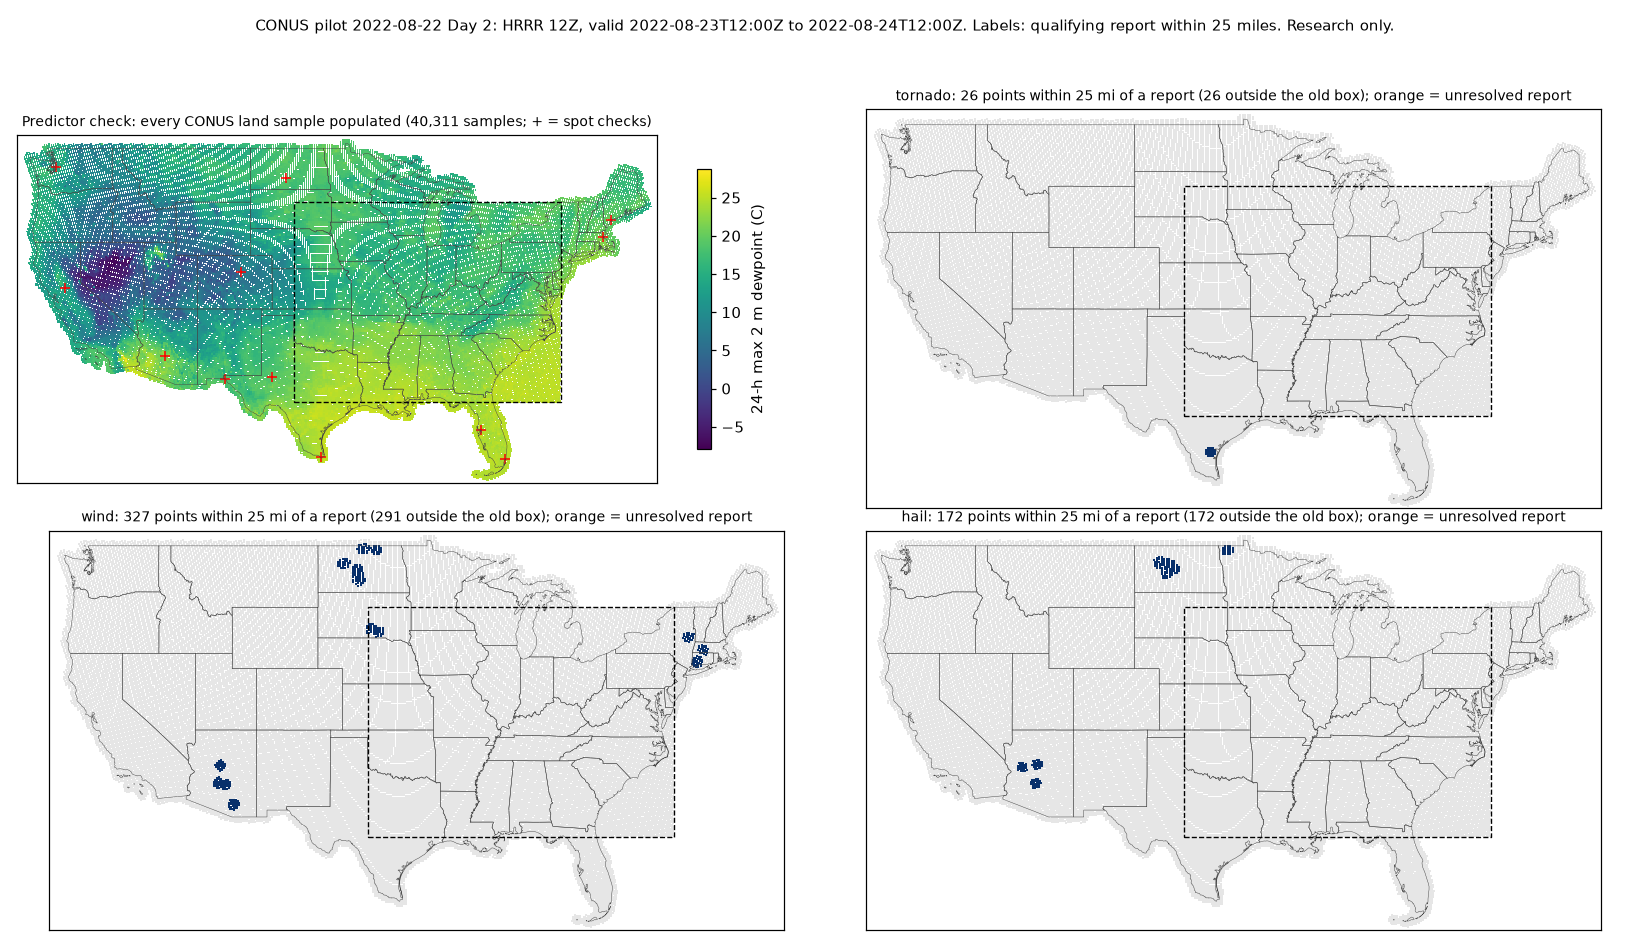 CONUS pilot 2022-08-22 Day 2: HRRR 12Z, valid 2022-08-23T12:00Z to 2022-08-24T12:00Z. Labels: qualifying report within 25 miles. Research only.
Predictor check: every CONUS land sample populated (40,311 samples; + = spot checks)
25
20
15
10
5
0
−5
24-h max 2 m dewpoint (C)
tornado: 26 points within 25 mi of a report (26 outside the old box); orange = unresolved report
wind: 327 points within 25 mi of a report (291 outside the old box); orange = unresolved report
hail: 172 points within 25 mi of a report (172 outside the old box); orange = unresolved report